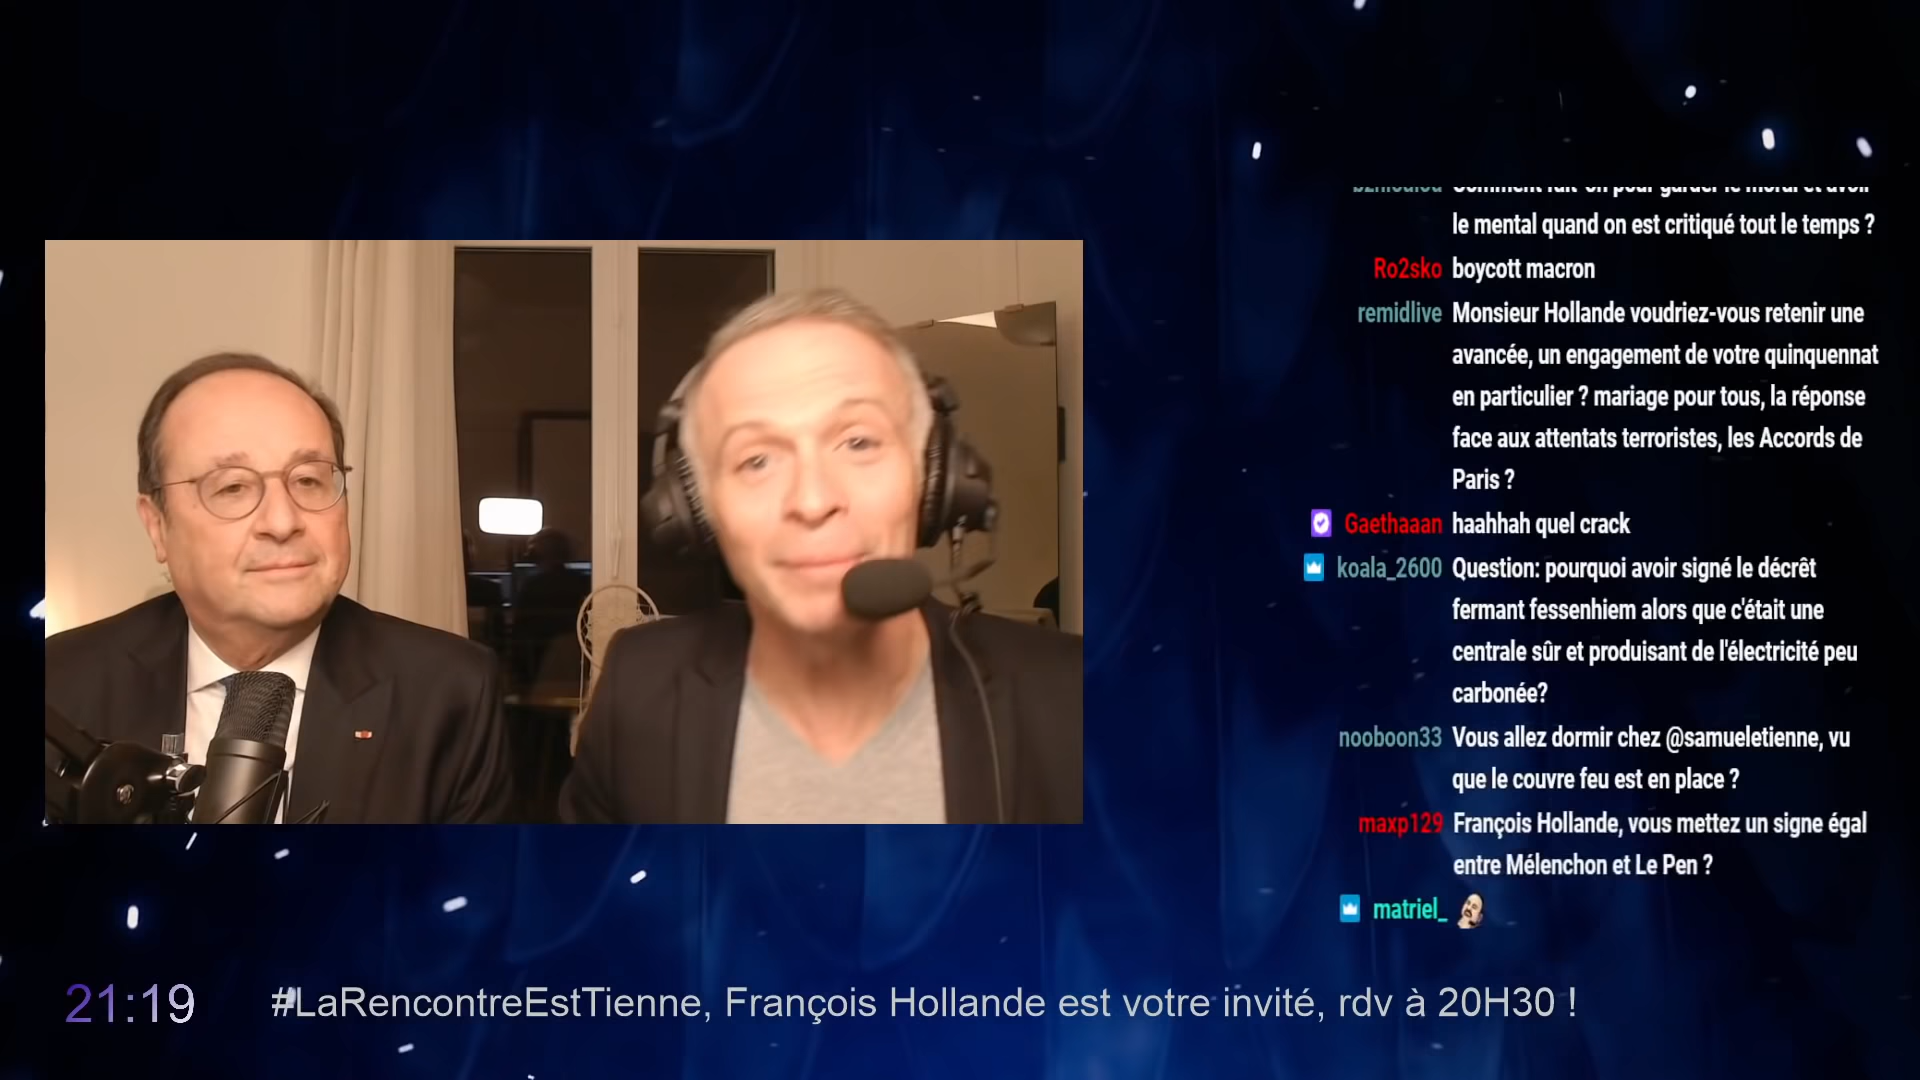 le mental quand on est critiqué tout le temps ?
Ro2sko boycott macron
remidlive Monsieur Hollande voudriez-vous retenir une
avancée, un engagement de votre quinquennat
en particulier ? mariage pour tous, la réponse
face aux attentats terroristes, les Accords de
Paris ?
Gaethaaan haahhah quel crack
koala_2600 Question: pourquoi avoir signé le décrêt
fermant fessenhiem alors que c'était une
centrale sûr et produisant de l'électricité peu
carbonée?
nooboon33 Vous allez dormir chez @samueletienne, vu
que le couvre feu est en place ?
maxp129 François Hollande, vous mettez un signe égal
entre Mélenchon et Le Pen ?
matriel_
21:19 #LaRencontreEstTienne, François Hollande est votre invité, rdv à 20H30 !